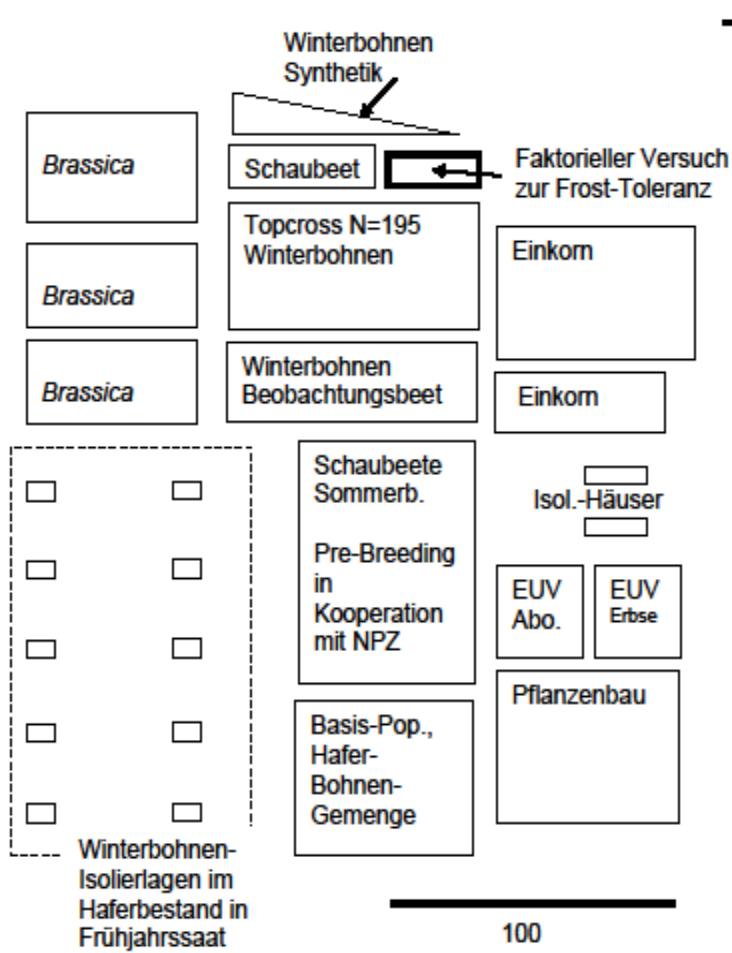 Winterbohnen
Synthetik
Brassica
Schaubeet
Faktorieller Versuch
zur Frost-Toleranz
Topcross N=195
Winterbohnen
Einkorn
Brassica
Winterbohnen
Beobachtungsbeet
Brassica
Einkorn
Schaubeete
Sommerb.
Pre-Breeding
in
Kooperation
mit NPZ
Isol.-Häuser
EUV
Abo.
EUV
Erbse
Pflanzenbau
Basis-Pop.,
Hafer-
Bohnen-
Gemenge
Winterbohnen-
Isolierlagen im
Haferbestand in
Frühjahrssaat
100